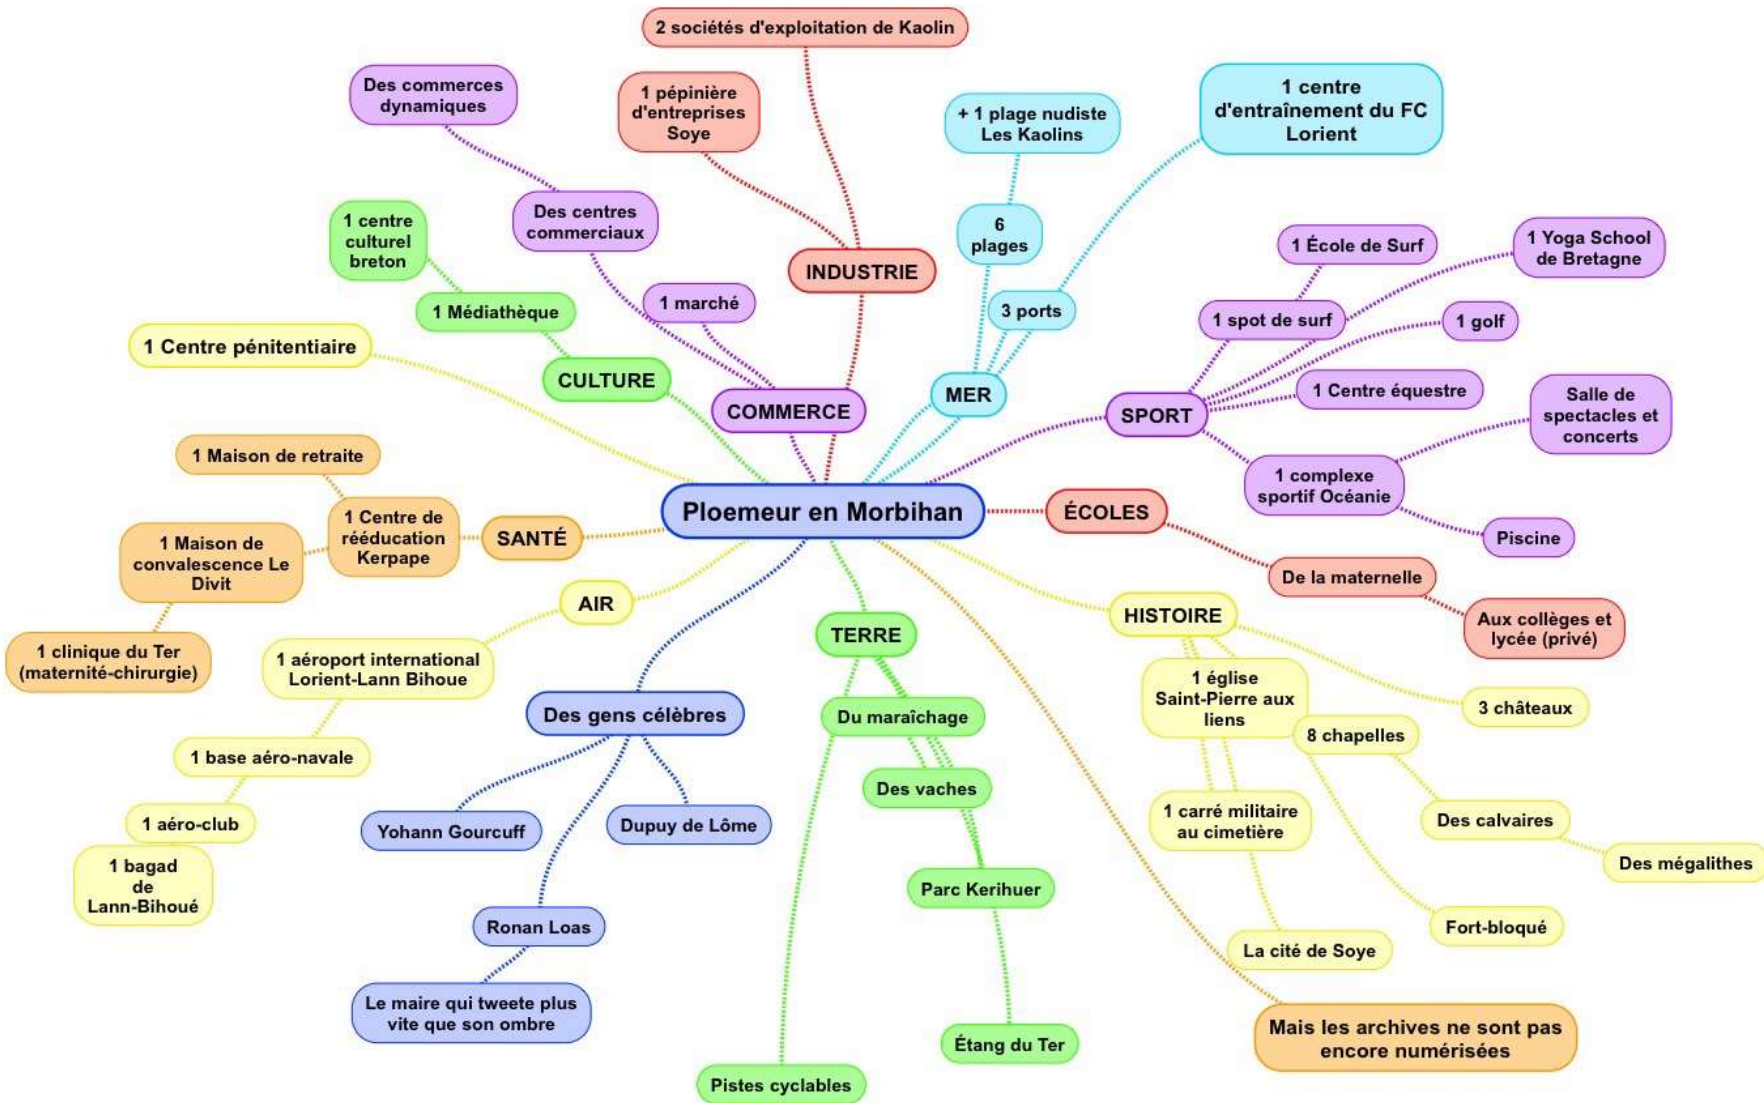 2 sociétés d'exploitation de Kaolin
Des commerces
dynamiques
1 pépinière
d'entreprises
Soye
+ 1 plage nudiste
Les Kaolins
1 centre
d'entraînement du FC
Lorient
1 centre
culturel
breton
Des centres
commerciaux
6
plages
1 École de Surf
1 Yoga School
de Bretagne
INDUSTRIE
1 marché
1 Médiathèque
3 ports
1 spot de surf
1 golf
1 Centre pénitentiaire
CULTURE
COMMERCE
MER
SPORT
1 Centre équestre
Salle de
spectacles et
concerts
1 Maison de retraite
1 complexe
sportif Océanie
Ploemeur en Morbihan
ÉCOLES
1 Centre de
rééducation
Kerpape
SANTÉ
Piscine
1 Maison de
convalescence Le
Divit
De la maternelle
AIR
HISTOIRE
TERRE
Aux collèges et
lycée (privé)
1 clinique du Ter
(maternité-chirurgie)
1 aéroport international
Lorient-Lann Bihoue
1 église
Saint-Pierre aux
liens
3 châteaux
Des gens célèbres
Du maraîchage
8 chapelles
1 base aéro-navale
Des vaches
1 aéro-club
Yohann Gourcuff
Dupuy de Lôme
1 carré militaire
au cimetière
Des calvaires
Des mégalithes
1 bagad
de
Lann-Bihoué
Parc Kerihuer
Ronan Loas
Fort-bloqué
La cité de Soye
Le maire qui tweete plus
vite que son ombre
Étang du Ter
Mais les archives ne sont pas
encore numérisées
Pistes cyclables